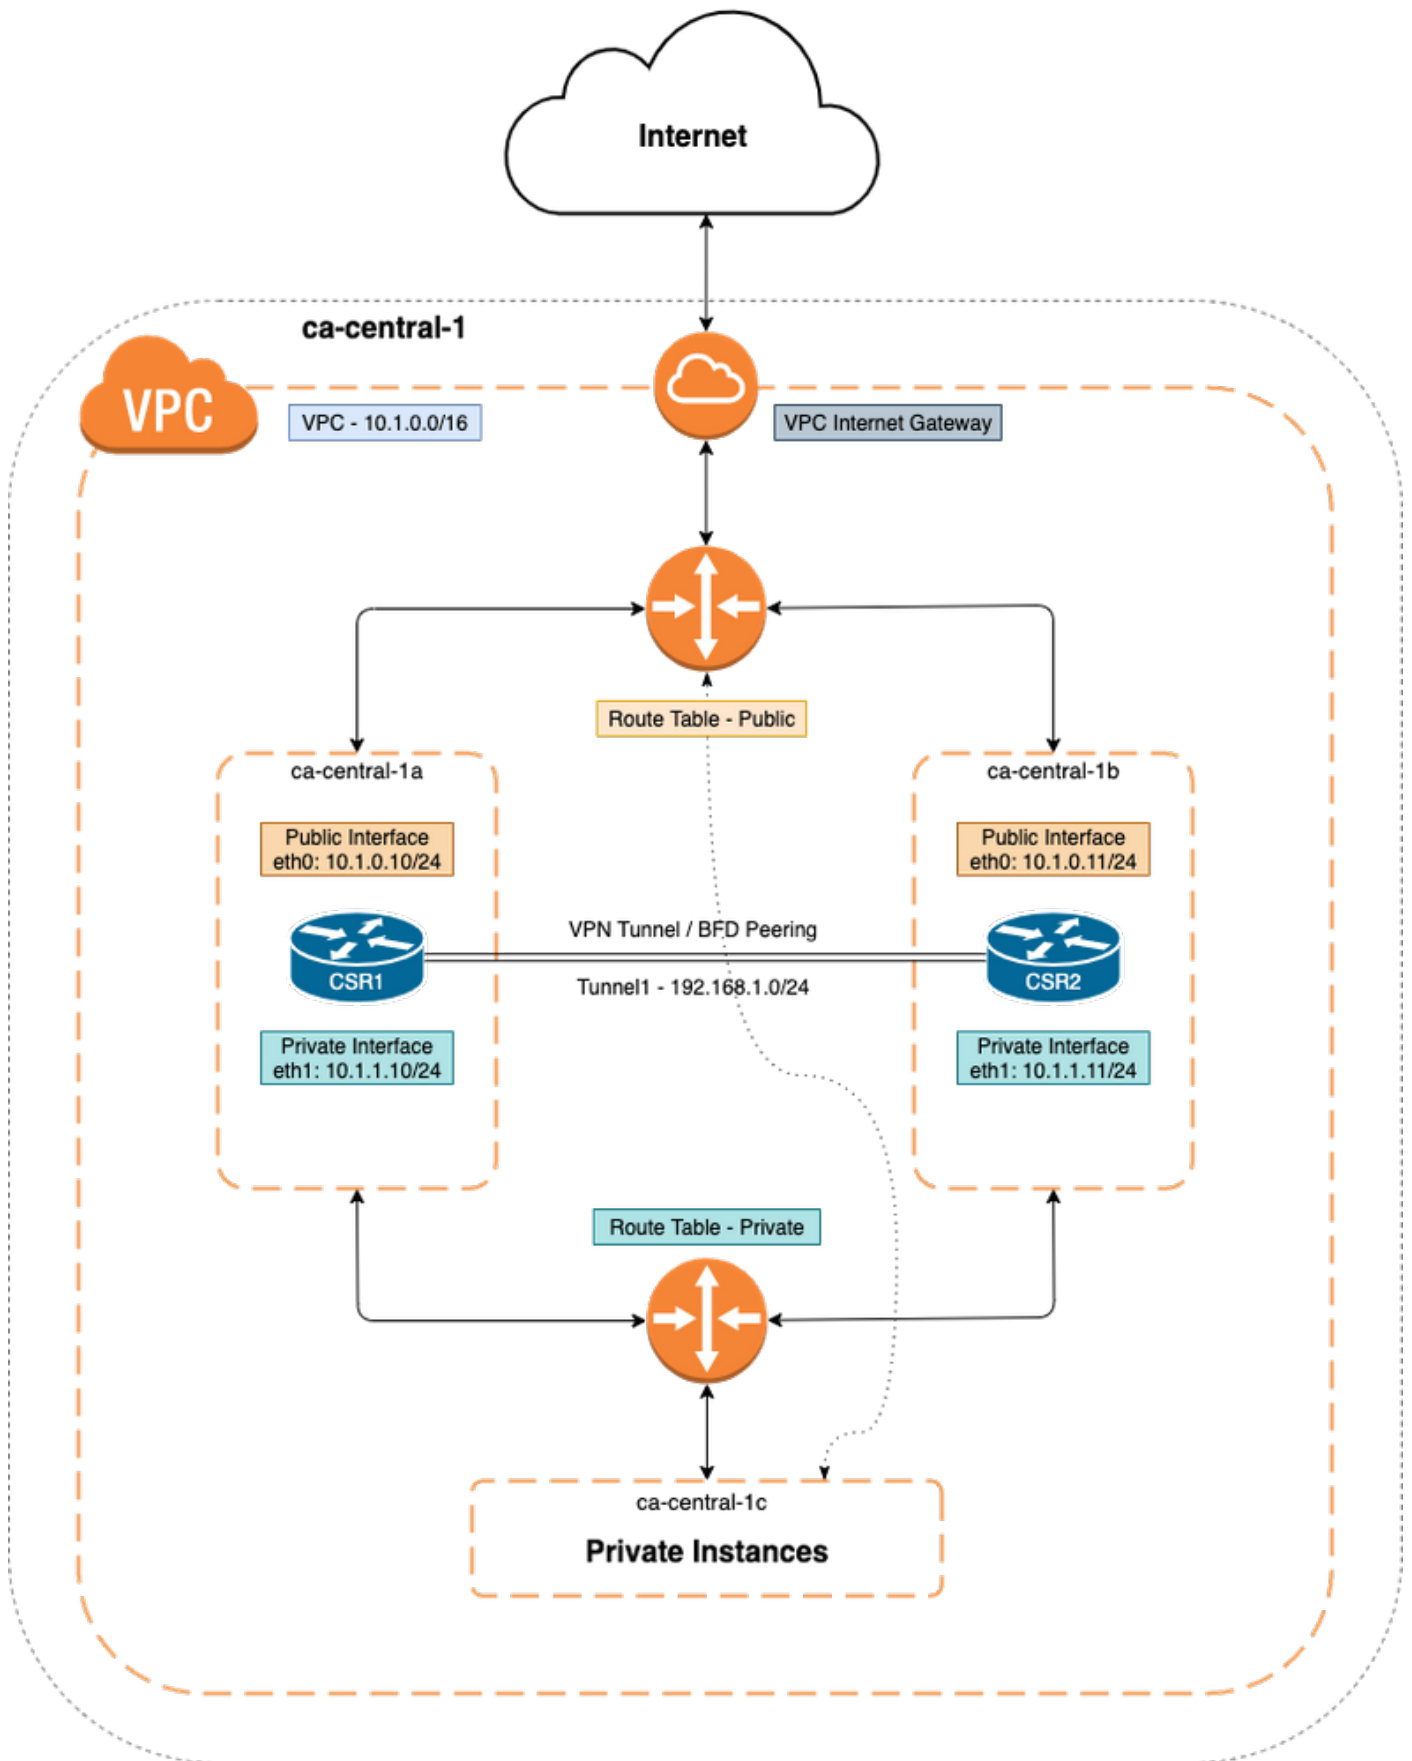 Internet
ca-central-1
VPC
VPC - 10.1.0.0/16
VPC Internet Gateway
Route Table - Public
ca-central-1a
ca-central-1b
Public Interface
eth0: 10.1.0.10/24
Public Interface
eth0: 10.1.0.11/24
VPN Tunnel / BFD Peering
CSR1
CSR2
Tunnel1 - 192.168.1.0/24
Private Interface
eth1: 10.1.1.10/24
Private Interface
eth1: 10.1.1.11/24
Route Table - Private
ca-central-1c
Private Instances